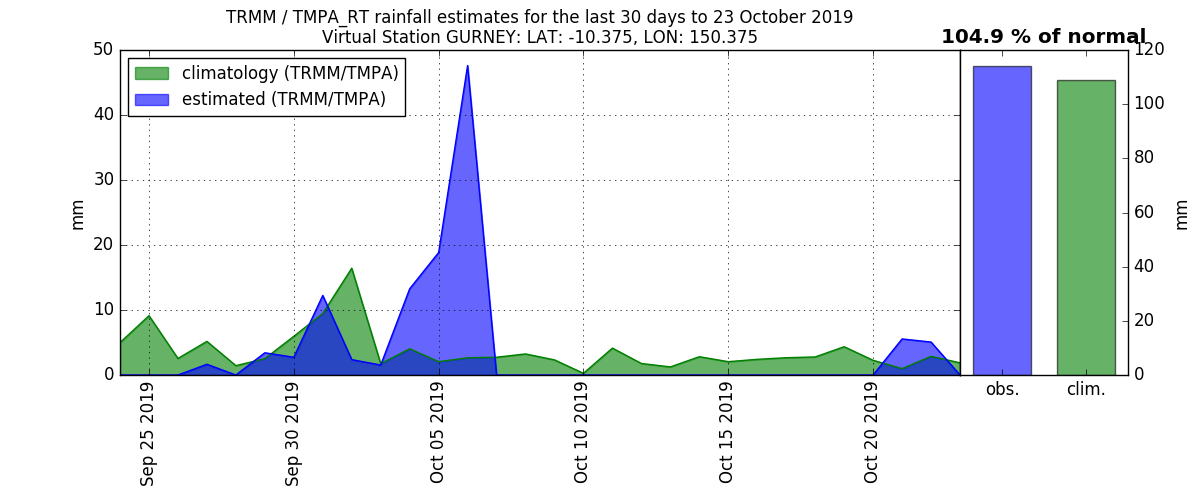 TRMM / TMPA_RT rainfall estimates for the last 30 days to 23 October 2019
Virtual Station GURNEY: LAT: -10.375, LON: 150.375
104.9 % of normal
climatology (TRMM/TMPA)
estimated (TRMM/TMPA)
50
40
30
20
10
0
mm
Sep 25 2019
Sep 30 2019
Oct 05 2019
Oct 10 2019
Oct 15 2019
Oct 20 2019
120
100
80
60
40
20
0
mm
obs.
clim.